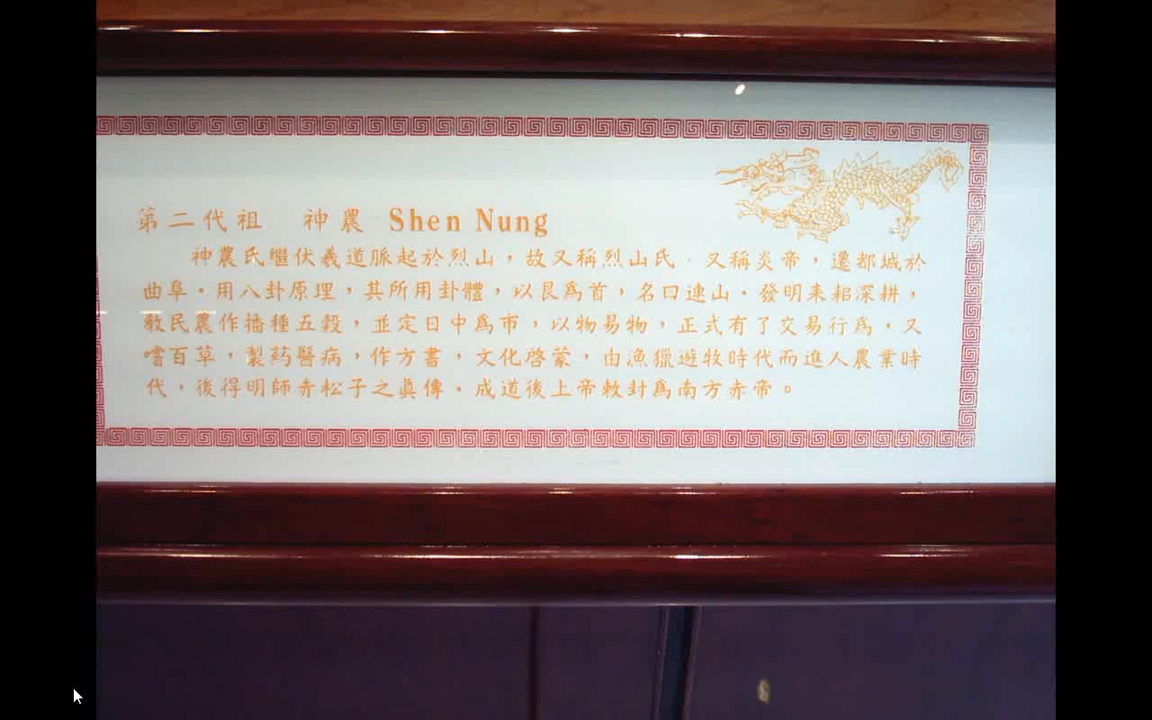 第二代祖 神農 Shen Nung
神農氏繼伏羲道脈起於烈山，故又稱烈山氏．又稱炎帝，遷都城於
曲阜。用八卦原理，其所用卦體，以艮為首，名曰連山。發明耒耜深耕，
教民農作播種五穀，並定日中為市，以物易物，正式有了交易行為，又
嚐百草，製葯醫病，作方書，文化啓蒙，由漁獵遊牧時代而進入農業時
代，後得明師赤松子之眞傳。成道後上帝敕封為南方赤帝。